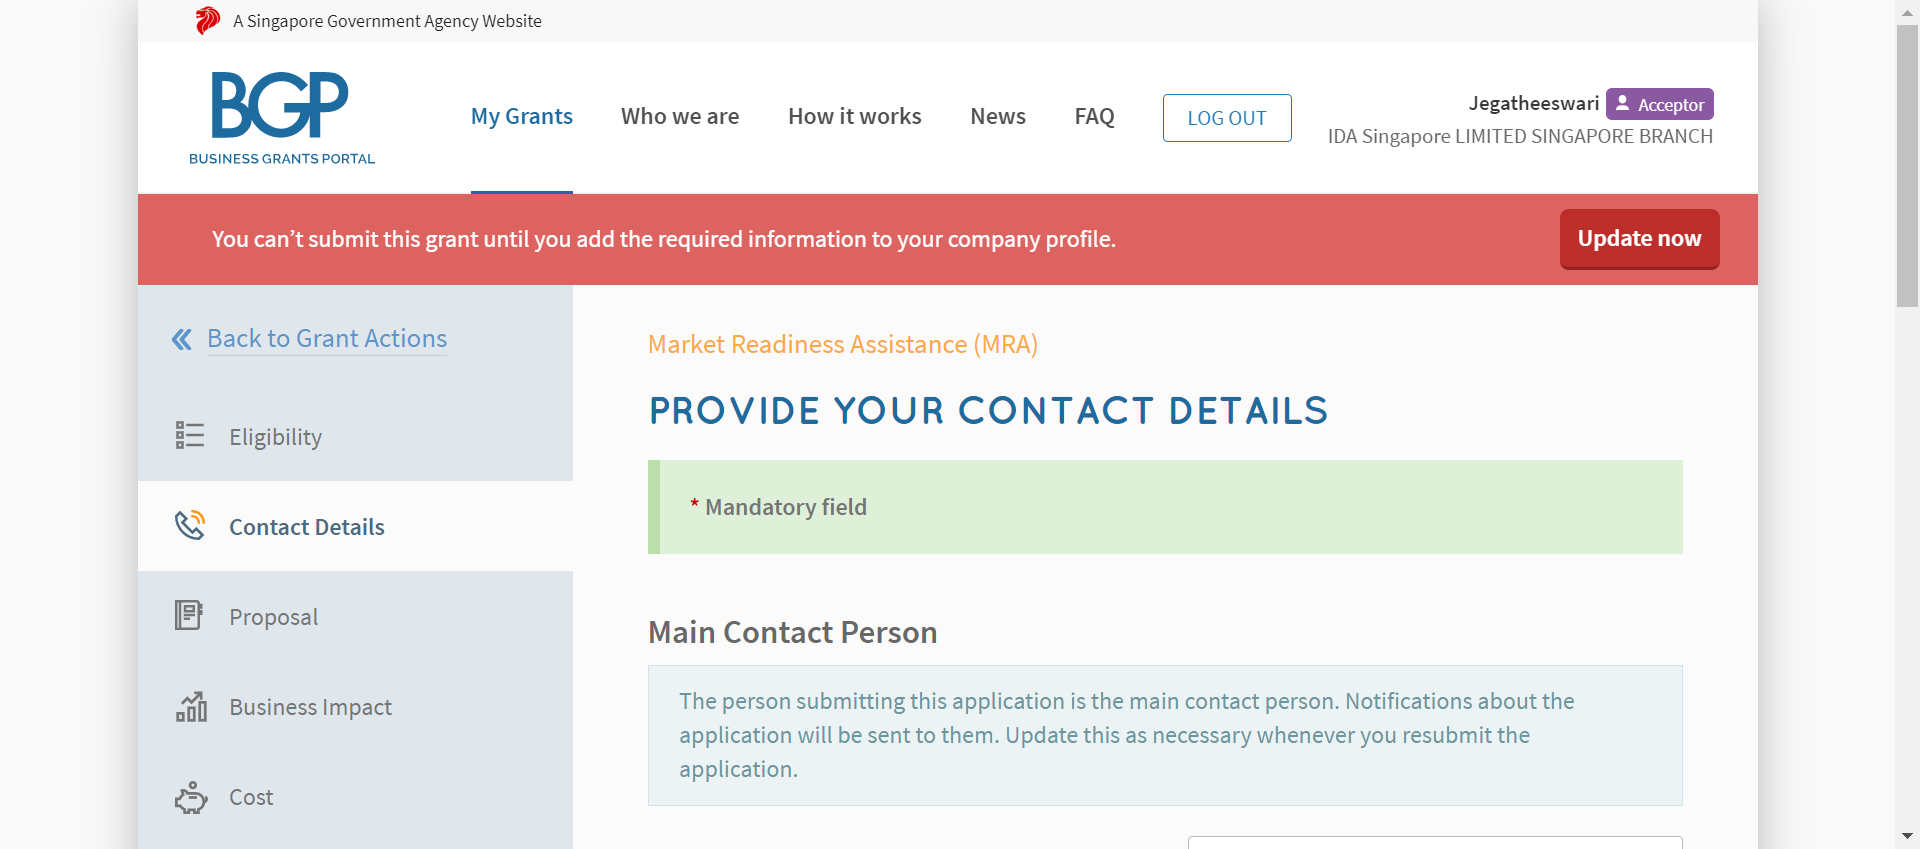 A Singapore Government Agency Website
BGP
BUSINESS GRANTS PORTAL
My Grants
Who we are
How it works
News
FAQ
LOG OUT
Jegatheeswari
Acceptor
IDA Singapore LIMITED SINGAPORE BRANCH
You can’t submit this grant until you add the required information to your company profile.
Update now
Back to Grant Actions
Eligibility
Contact Details
Proposal
Business Impact
Cost
Market Readiness Assistance (MRA)
PROVIDE YOUR CONTACT DETAILS
* Mandatory field
Main Contact Person
The person submitting this application is the main contact person. Notifications about the
application will be sent to them. Update this as necessary whenever you resubmit the
application.